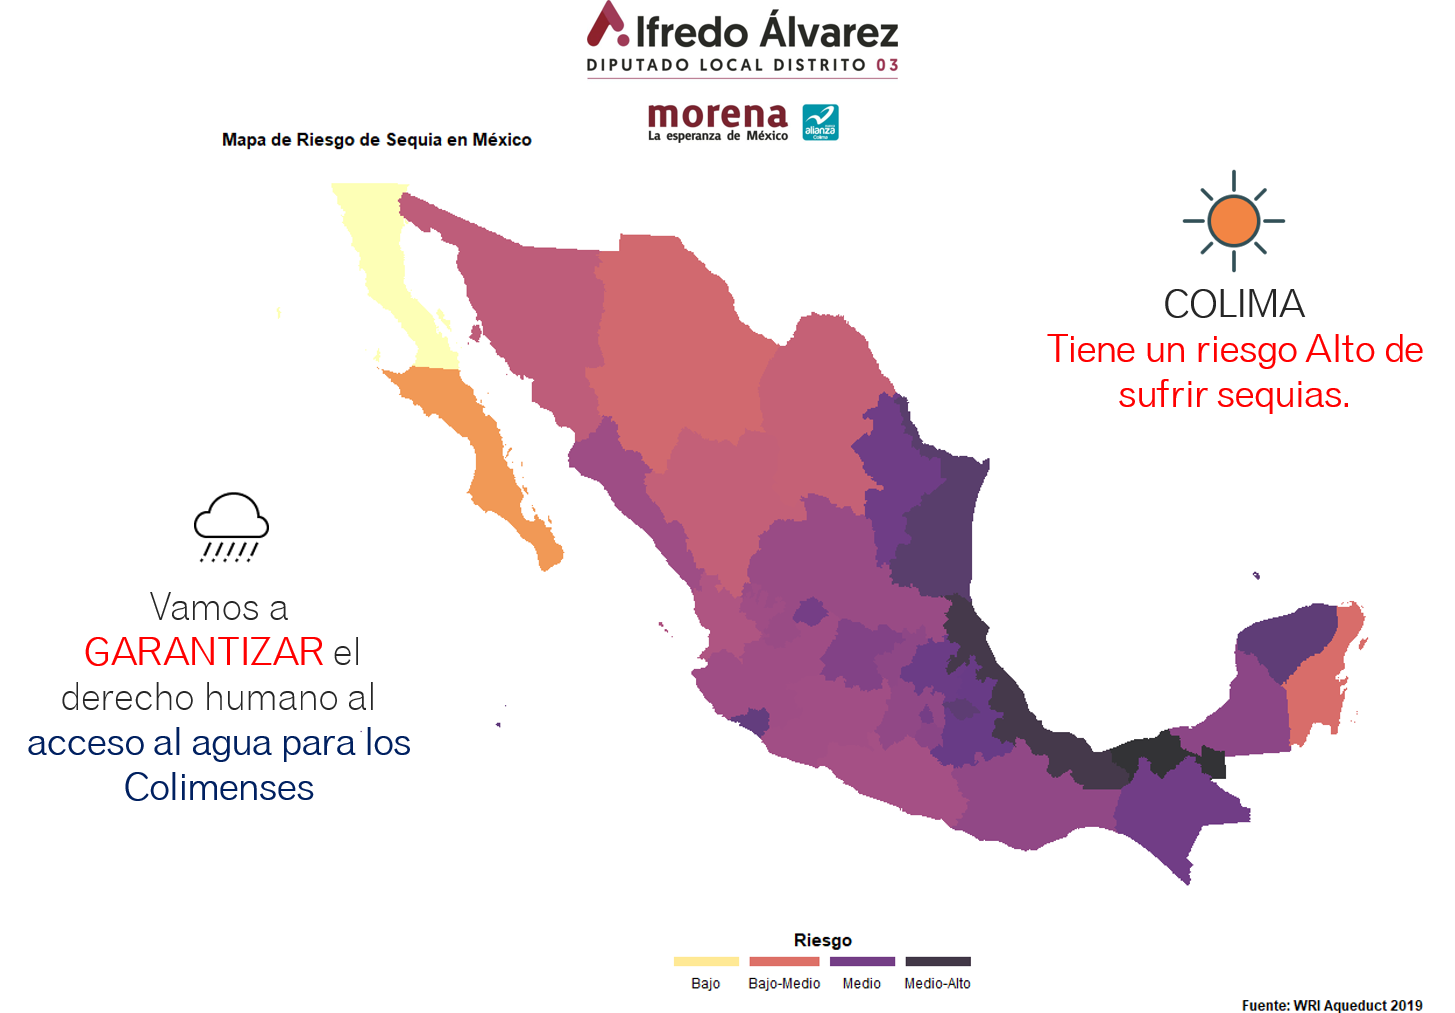 Alfredo Álvarez
DIPUTADO LOCAL DISTRITO 03
morena
La esperanza de México
alianza
Colima
Mapa de Riesgo de Sequia en México
COLIMA
Tiene un riesgo Alto de
sufrir sequias.
Vamos a
GARANTIZAR el
derecho humano al
acceso al agua para los
Colimenses
Riesgo
Bajo
Bajo-Medio
Medio
Medio-Alto
Fuente: WRI Aqueduct 2019